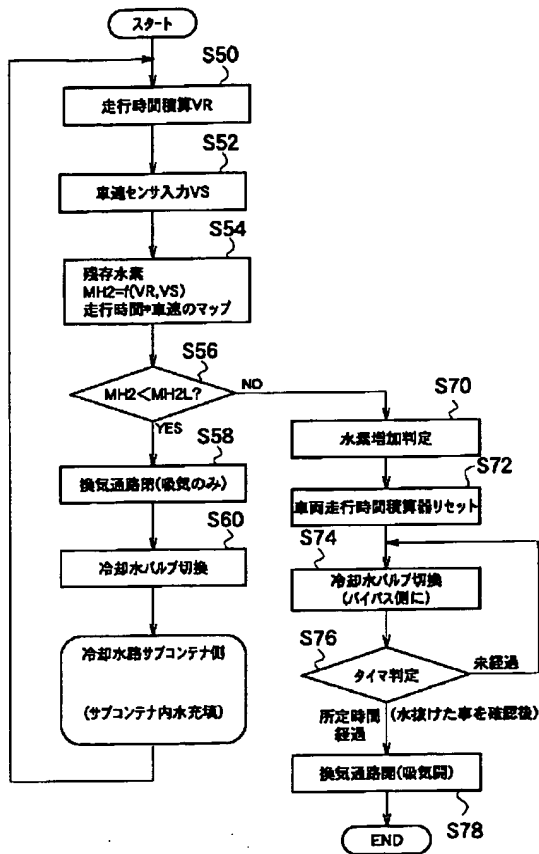 スタート
S50
走行時間積算VR
S52
車速センサ入力VS
S54
残存水素
MH2=f(VR,VS)
走行時間*車速のマップ
S56
MH2<MH2L?
NO
YES
S58
換気通路閉(吸気のみ)
S60
冷却水バルブ切換
冷却水路サブコンテナ側
(サブコンテナ内水充填)
S70
水素増加判定
S72
車両走行時間積算器リセット
S74
冷却水バルブ切換
(バイパス側に)
S76
タイマ判定
未経過
所定時間 (水抜けた事を確認後)
経過
換気通路開(吸気開)
S78
END